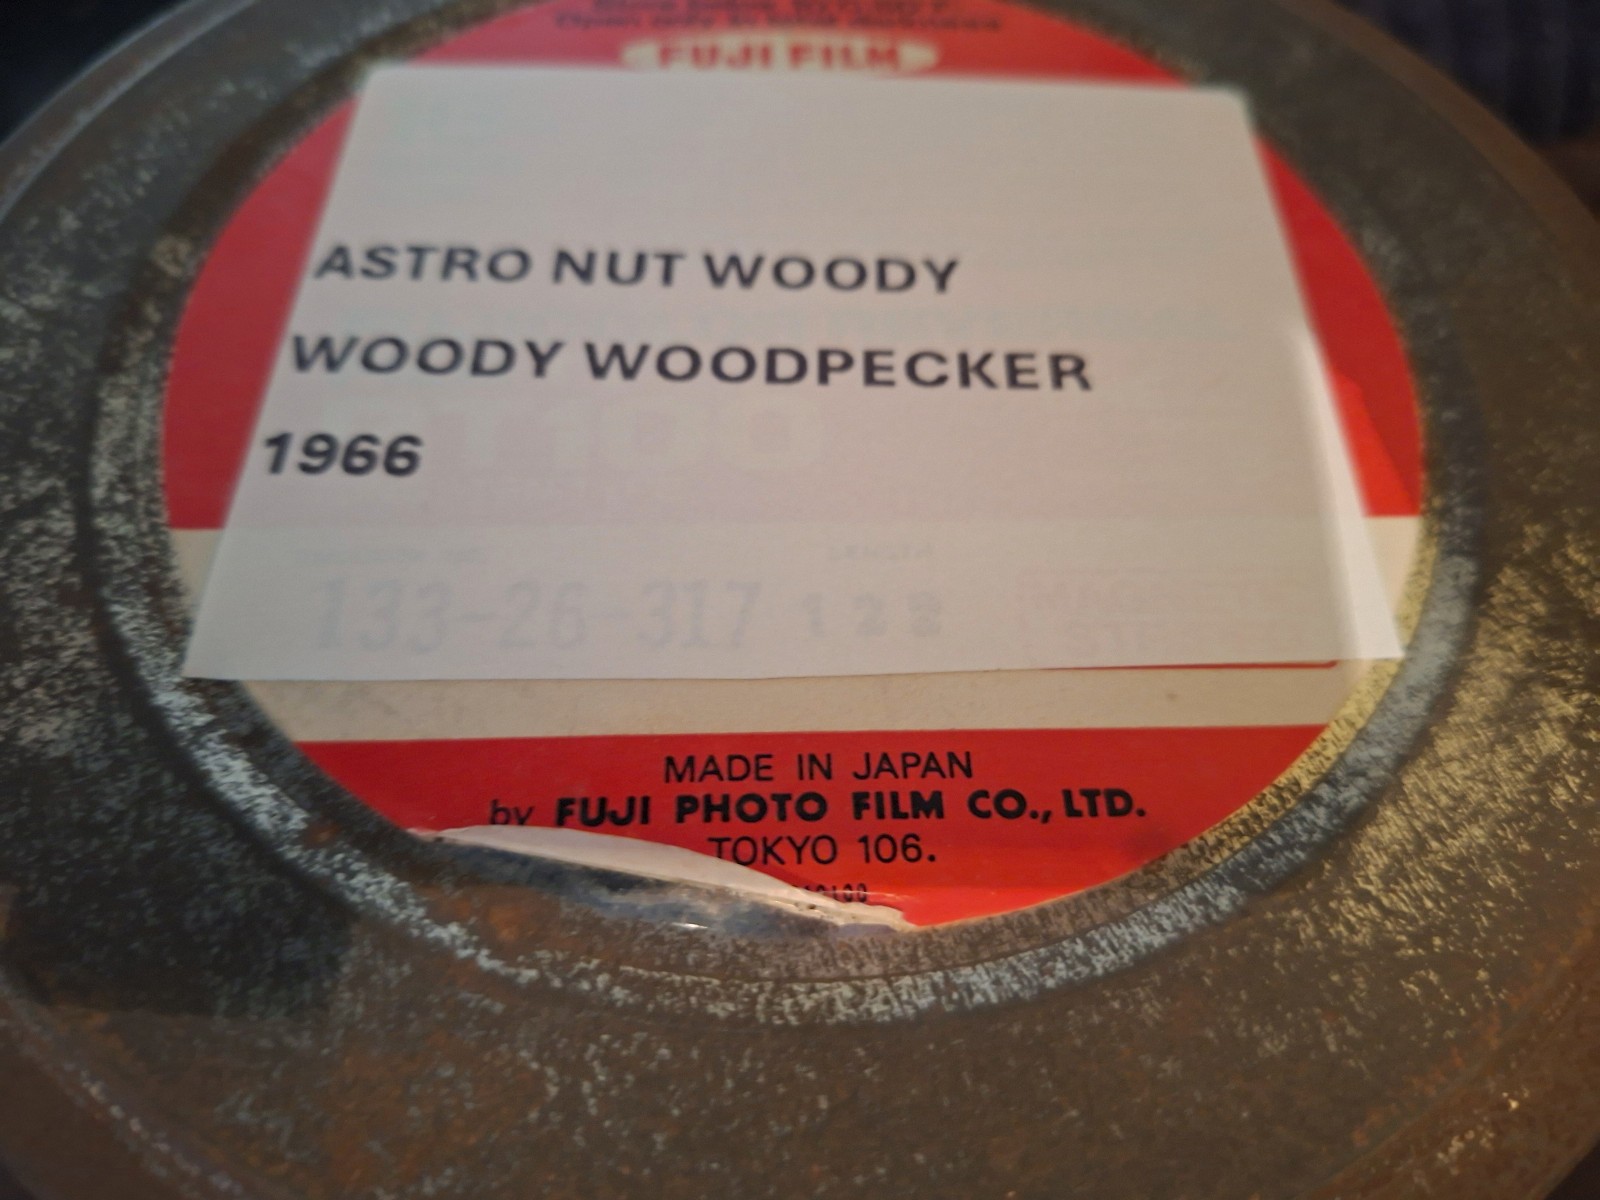 FUJI FILM
ASTRO NUT WOODY
WOODY WOODPECKER
1966
133-26-317 128
MADE IN JAPAN
by FUJI PHOTO FILM CO., LTD.
TOKYO 106.